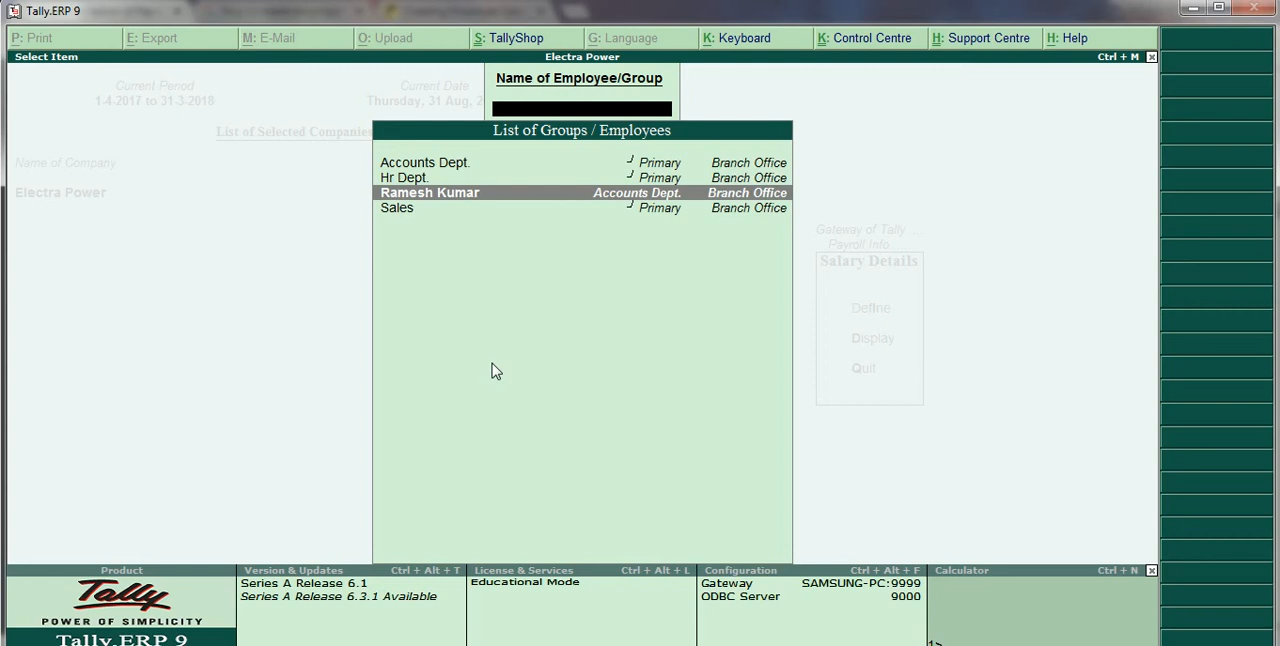 Tally.ERP 9
P: Print E: Export M: E-Mail O: Upload S: TallyShop G: Language K: Keyboard K: Control Centre H: Support Centre H: Help
Select Item Electra Power Ctrl + M
Name of Employee/Group
Current Period Current Date
1-4-2017 to 31-3-2018 Thursday, 31 Aug, 2
List of Selected Companies
Name of Company
Electra Power
List of Groups / Employees
Accounts Dept. Primary Branch Office
Hr Dept. Primary Branch Office
Ramesh Kumar Accounts Dept. Branch Office
Sales Primary Branch Office
Gateway of Tally ...
Payroll Info...
Salary Details
Define
Display
Quit
Product
Tally
POWER OF SIMPLICITY
Tally.ERP 9
Version & Updates Ctrl + Alt + T
Series A Release 6.1
Series A Release 6.3.1 Available
License & Services Ctrl + Alt + L
Educational Mode
Configuration Ctrl + Alt + F
Gateway SAMSUNG-PC:9999
ODBC Server 9000
Calculator Ctrl + N
1>